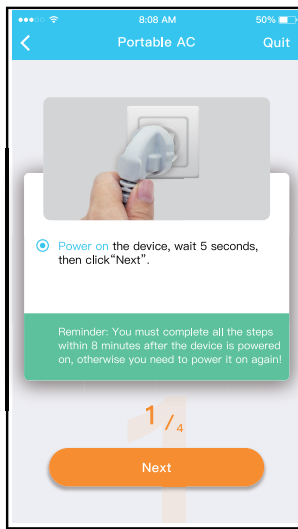 8:08 AM
50%
Portable AC
Quit
Power on the device, wait 5 seconds,
then click“Next”.
Reminder: You must complete all the steps
within 8 minutes after the device is powered
on, otherwise you need to power it on again!
1/4
Next